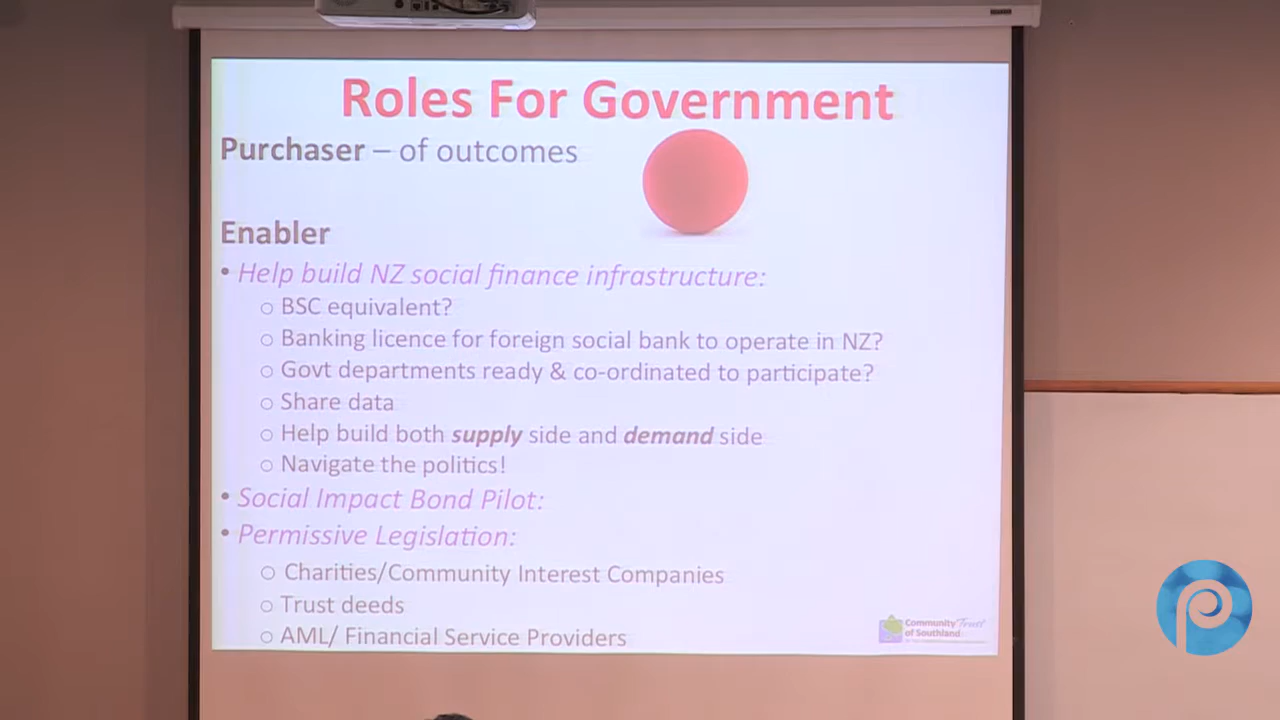 Roles For Government
Purchaser – of outcomes
Enabler
• Help build NZ social finance infrastructure:
○ BSC equivalent?
○ Banking licence for foreign social bank to operate in NZ?
○ Govt departments ready & co-ordinated to participate?
○ Share data
○ Help build both supply side and demand side
○ Navigate the politics!
• Social Impact Bond Pilot:
• Permissive Legislation:
○ Charities/Community Interest Companies
○ Trust deeds
○ AML/ Financial Service Providers
Community Trust
of Southland